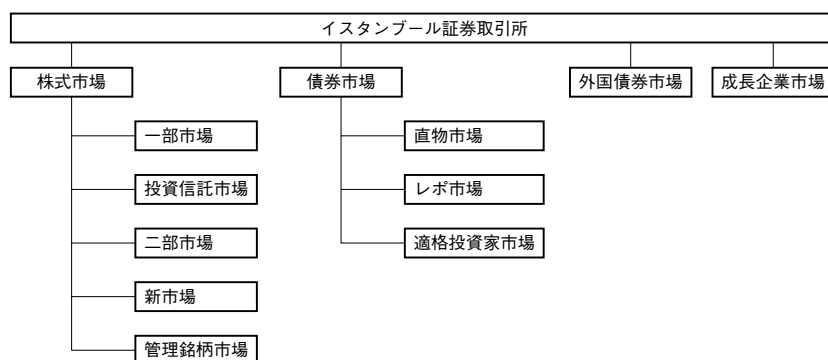 イスタンブール証券取引所
株式市場
債券市場
外国債券市場
成長企業市場
一部市場
投資信託市場
二部市場
新市場
管理銘柄市場
直物市場
レポ市場
適格投資家市場